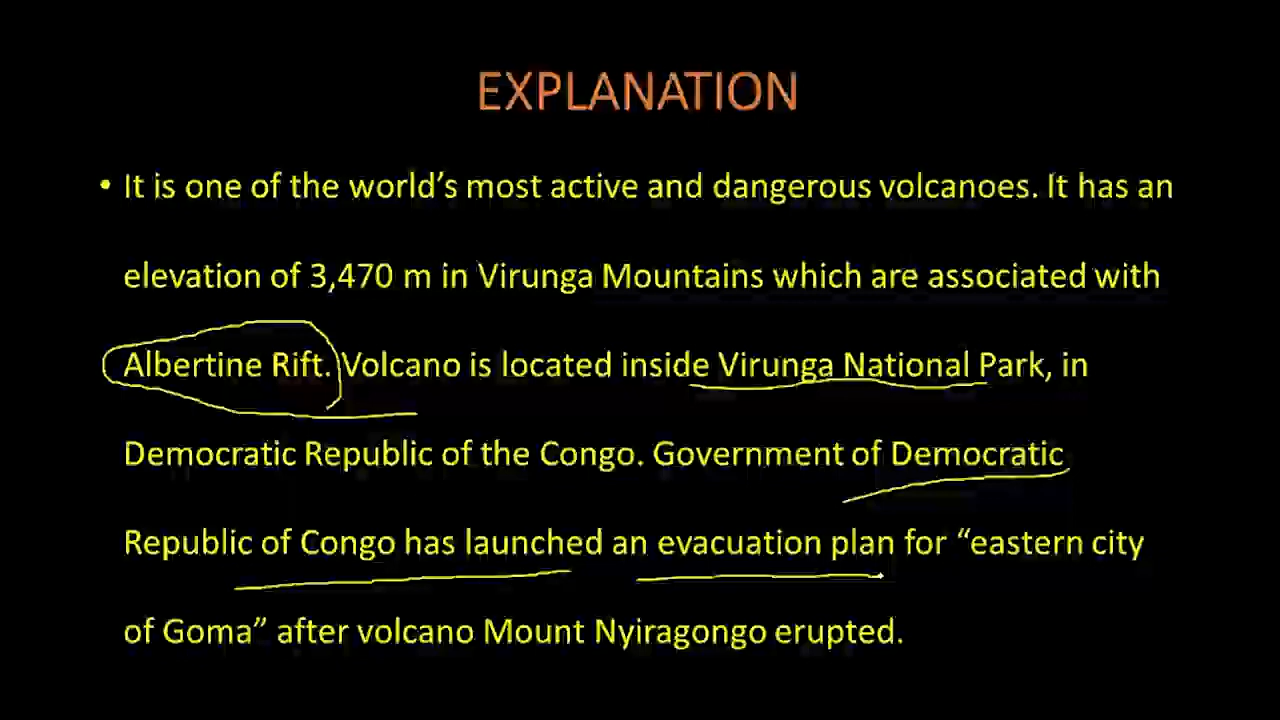 EXPLANATION
• It is one of the world’s most active and dangerous volcanoes. It has an
elevation of 3,470 m in Virunga Mountains which are associated with
Albertine Rift. Volcano is located inside Virunga National Park, in
Democratic Republic of the Congo. Government of Democratic
Republic of Congo has launched an evacuation plan for “eastern city
of Goma” after volcano Mount Nyiragongo erupted.